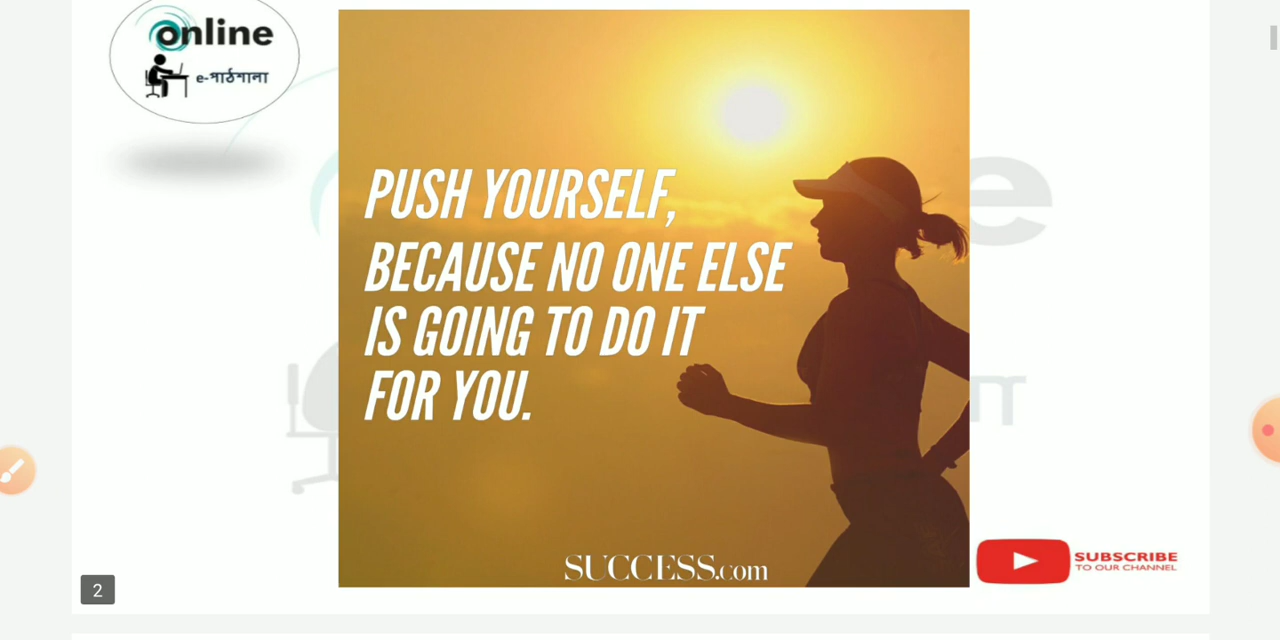 online
e-পাঠশালা
PUSH YOURSELF,
BECAUSE NO ONE ELSE
IS GOING TO DO IT
FOR YOU.
SUCCESS.com
SUBSCRIBE
TO OUR CHANNEL
2